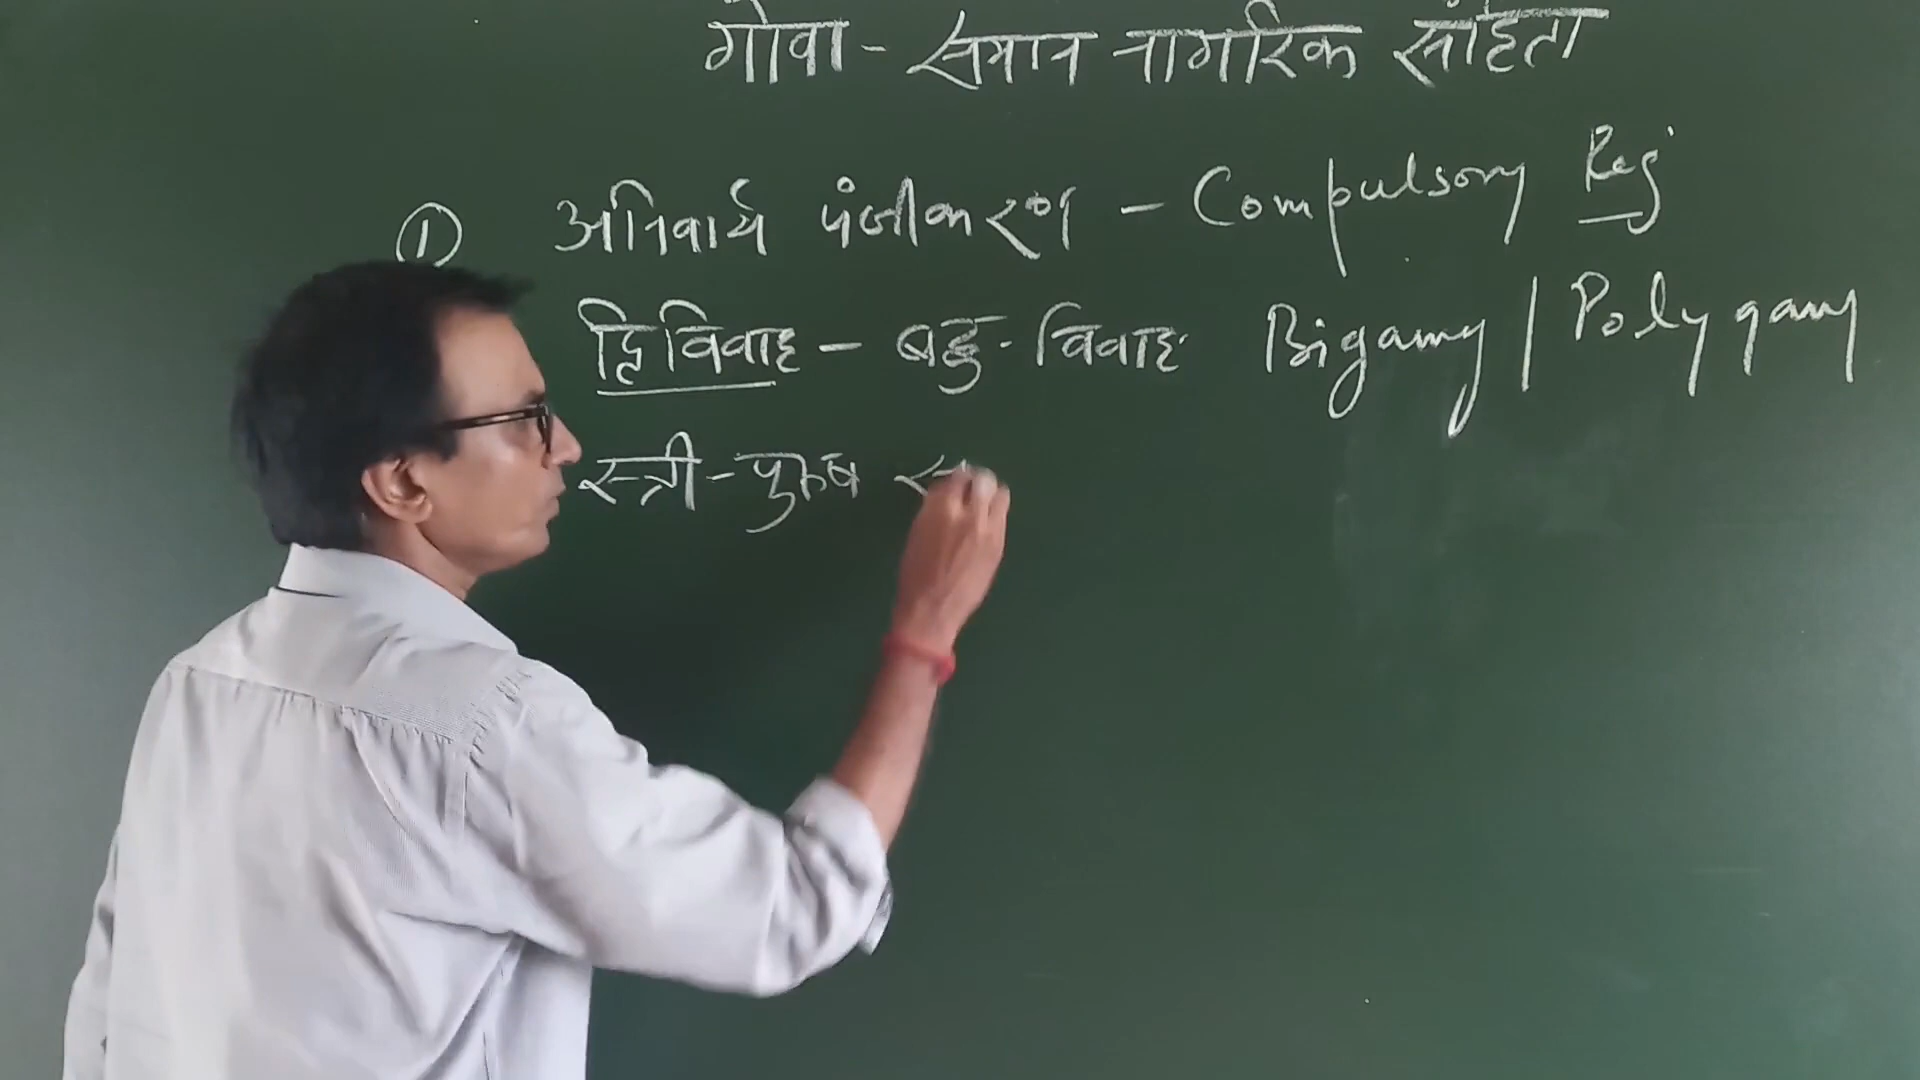 गोवा - समान नागरिक संहिता
① अनिवार्य पंजीकरण - Compulsory Reg
द्विविवाह - बहु-विवाह Bigamy / Polygamy
स्त्री-पुरुष स